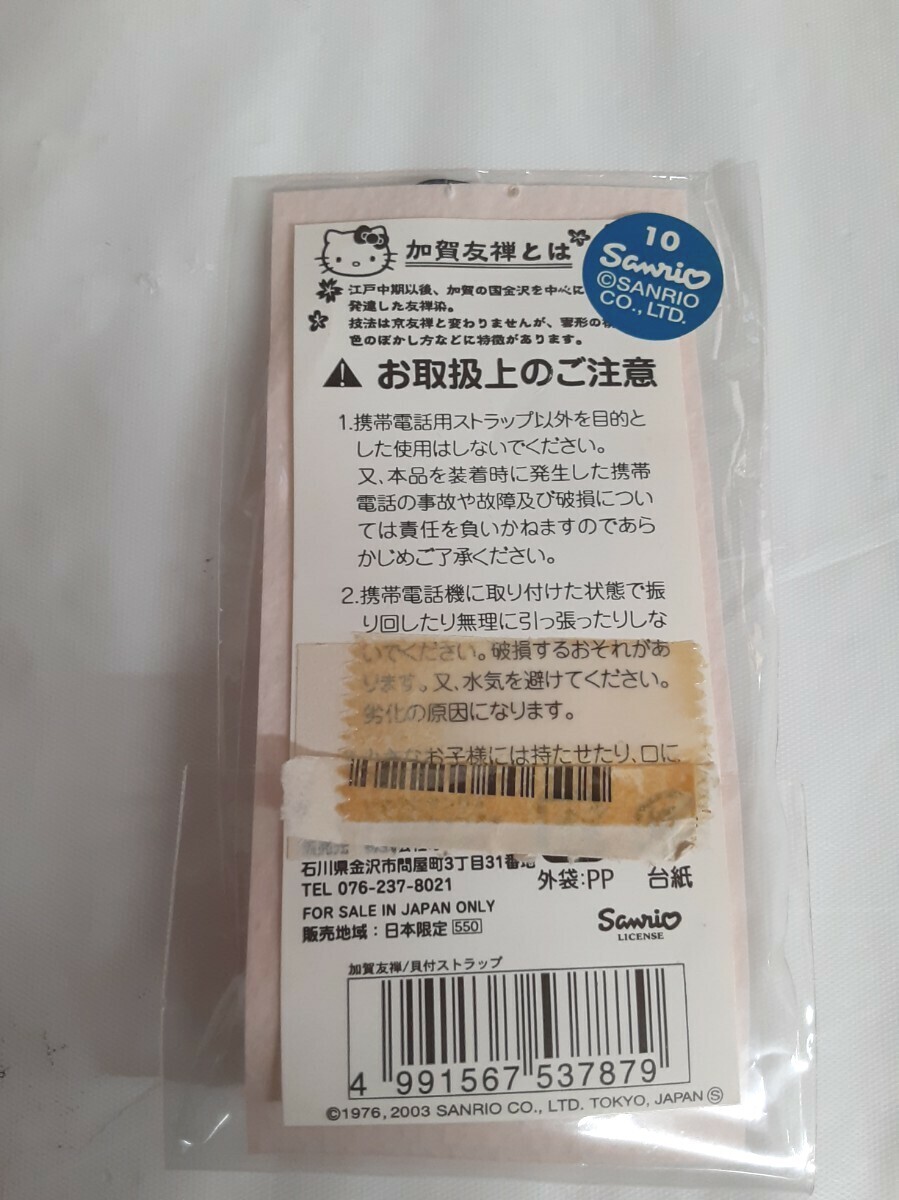 加賀友禅とは
10
Sanrio
©SANRIO
CO., LTD.
江戸中期以後、加賀の国金沢を中心に
発達した友禅染。
技法は京友禅と変わりませんが、雲形の
色のぼかし方などに特徴があります。
お取扱上のご注意
1.携帯電話用ストラップ以外を目的と
した使用はしないでください。
又、本品を装着時に発生した携帯
電話の事故や故障及び破損につい
ては責任を負いかねますのであら
かじめご了承ください。
2.携帯電話機に取り付けた状態で振
り回したり無理に引っ張ったりしな
いでください。破損するおそれがあ
ります。又、水気を避けてください。
劣化の原因になります。
お子様には持たせたり、口に
石川県金沢市問屋町3丁目31番地
TEL 076-237-8021
外袋:PP 台紙
FOR SALE IN JAPAN ONLY
販売地域：日本限定 550
Sanrio
LICENSE
加賀友禅/貝付ストラップ
4 991567 537879
©1976, 2003 SANRIO CO., LTD. TOKYO, JAPAN Ⓢ